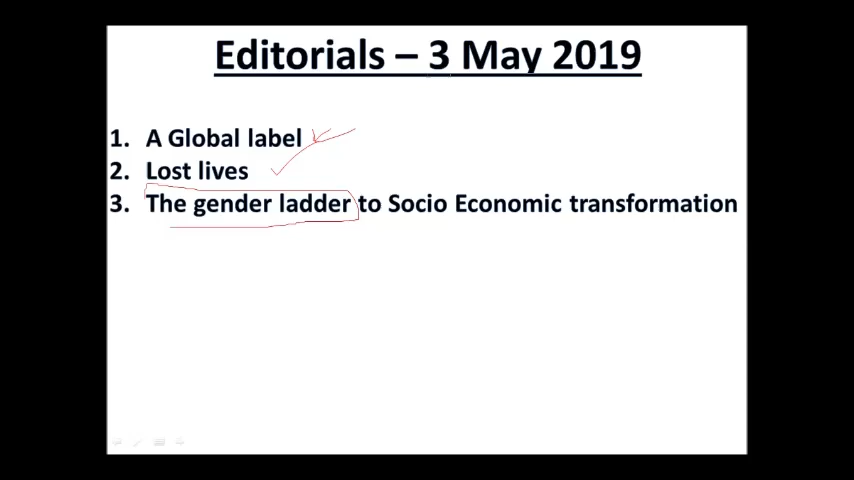 Editorials – 3 May 2019
1. A Global label
2. Lost lives
3. The gender ladder to Socio Economic transformation